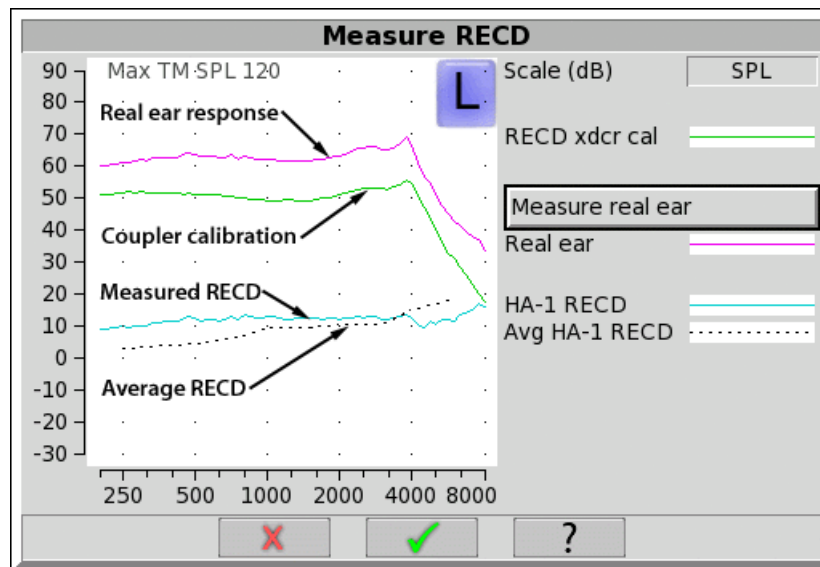 Measure RECD
Max TM SPL 120
L
Scale (dB)
SPL
90
80
70
60
50
40
30
20
10
0
-10
-20
-30
Real ear response
Coupler calibration
Measured RECD
Average RECD
250 500 1000 2000 4000 8000
RECD xdcr cal
Measure real ear
Real ear
HA-1 RECD
Avg HA-1 RECD
X
?